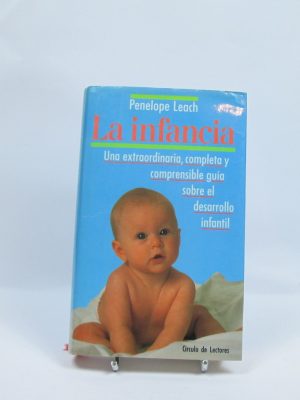 Penelope Leach
La infancia
Una extraordinaria, completa y
comprensible guía
sobre el
desarrollo
infantil
Círculo de Lectores